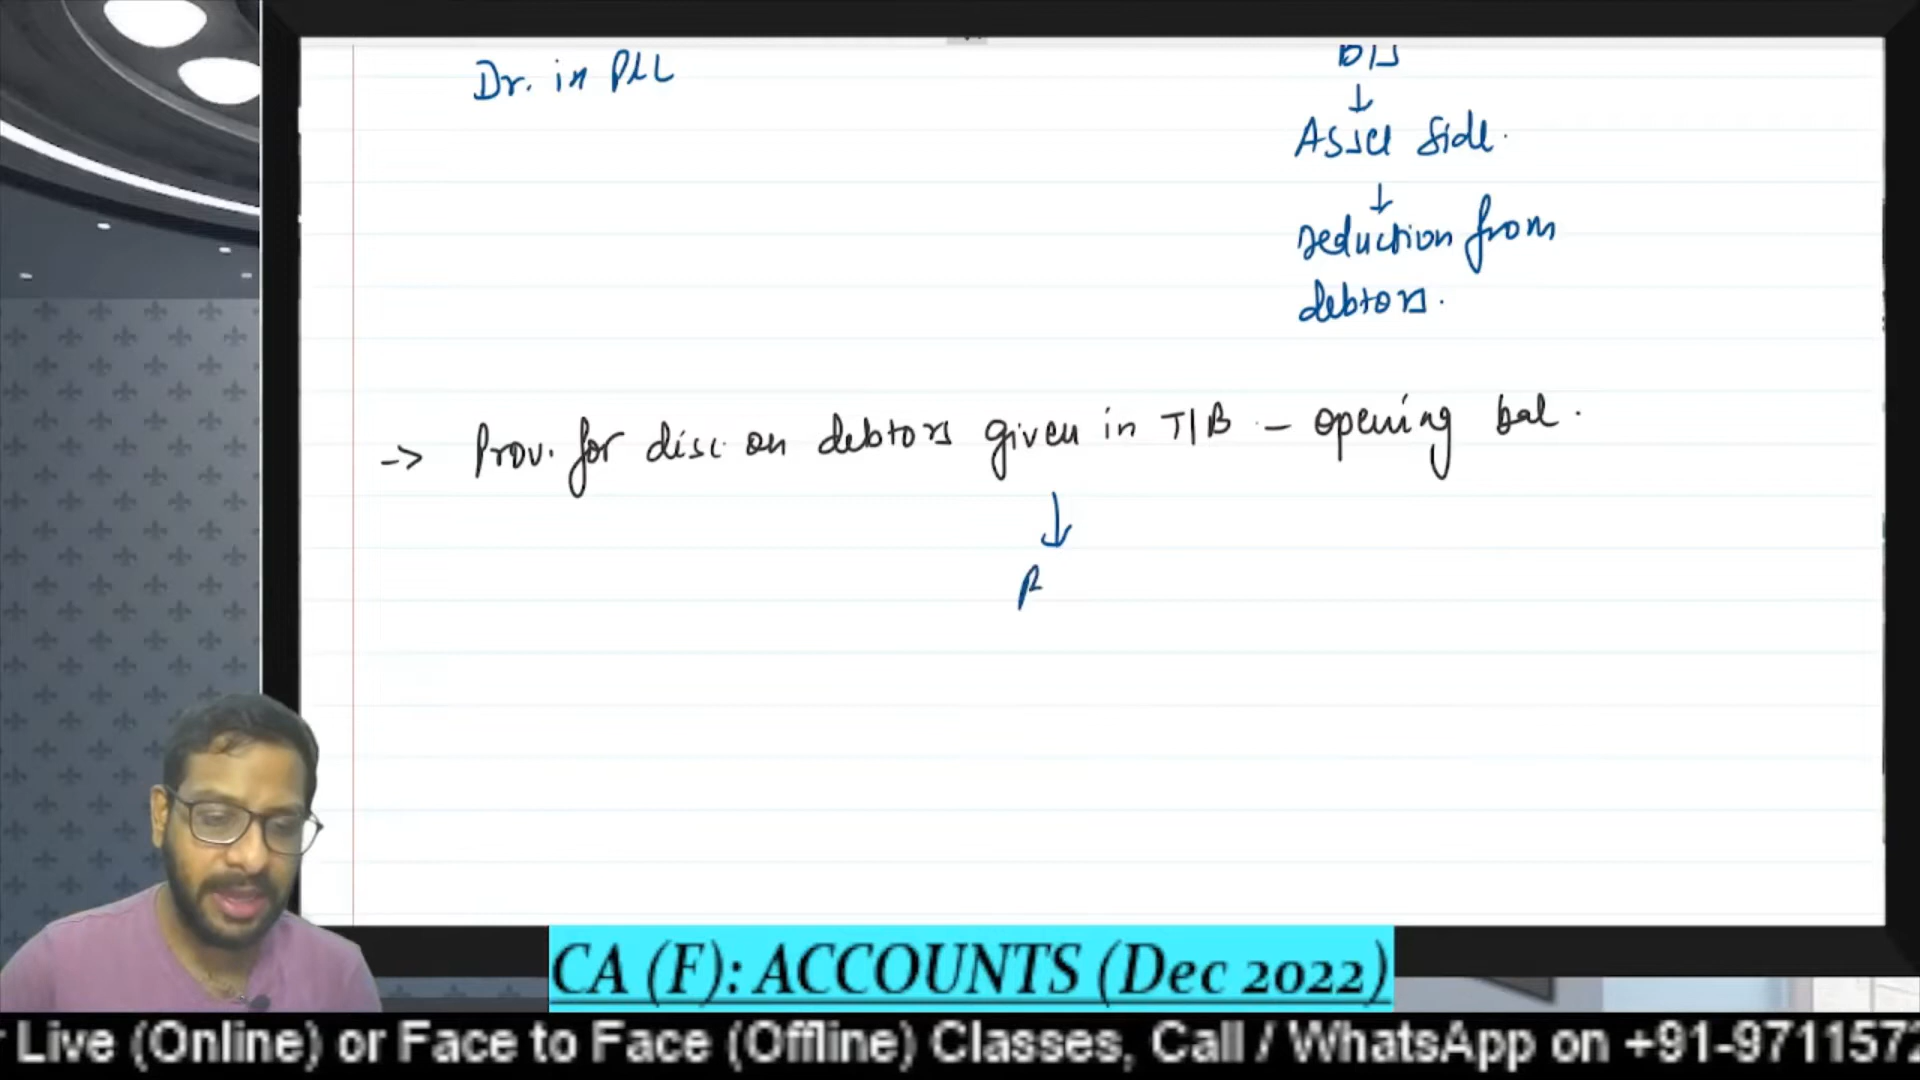 Dr. in P&L
B/S
↓
Asset side.
↓
deduction from
debtors.
-> Prov. for disc. on debtors given in T/B - opening bal.
↓
P
CA (F): ACCOUNTS (Dec 2022)
Live (Online) or Face to Face (Offline) Classes, Call / WhatsApp on +91-9711572